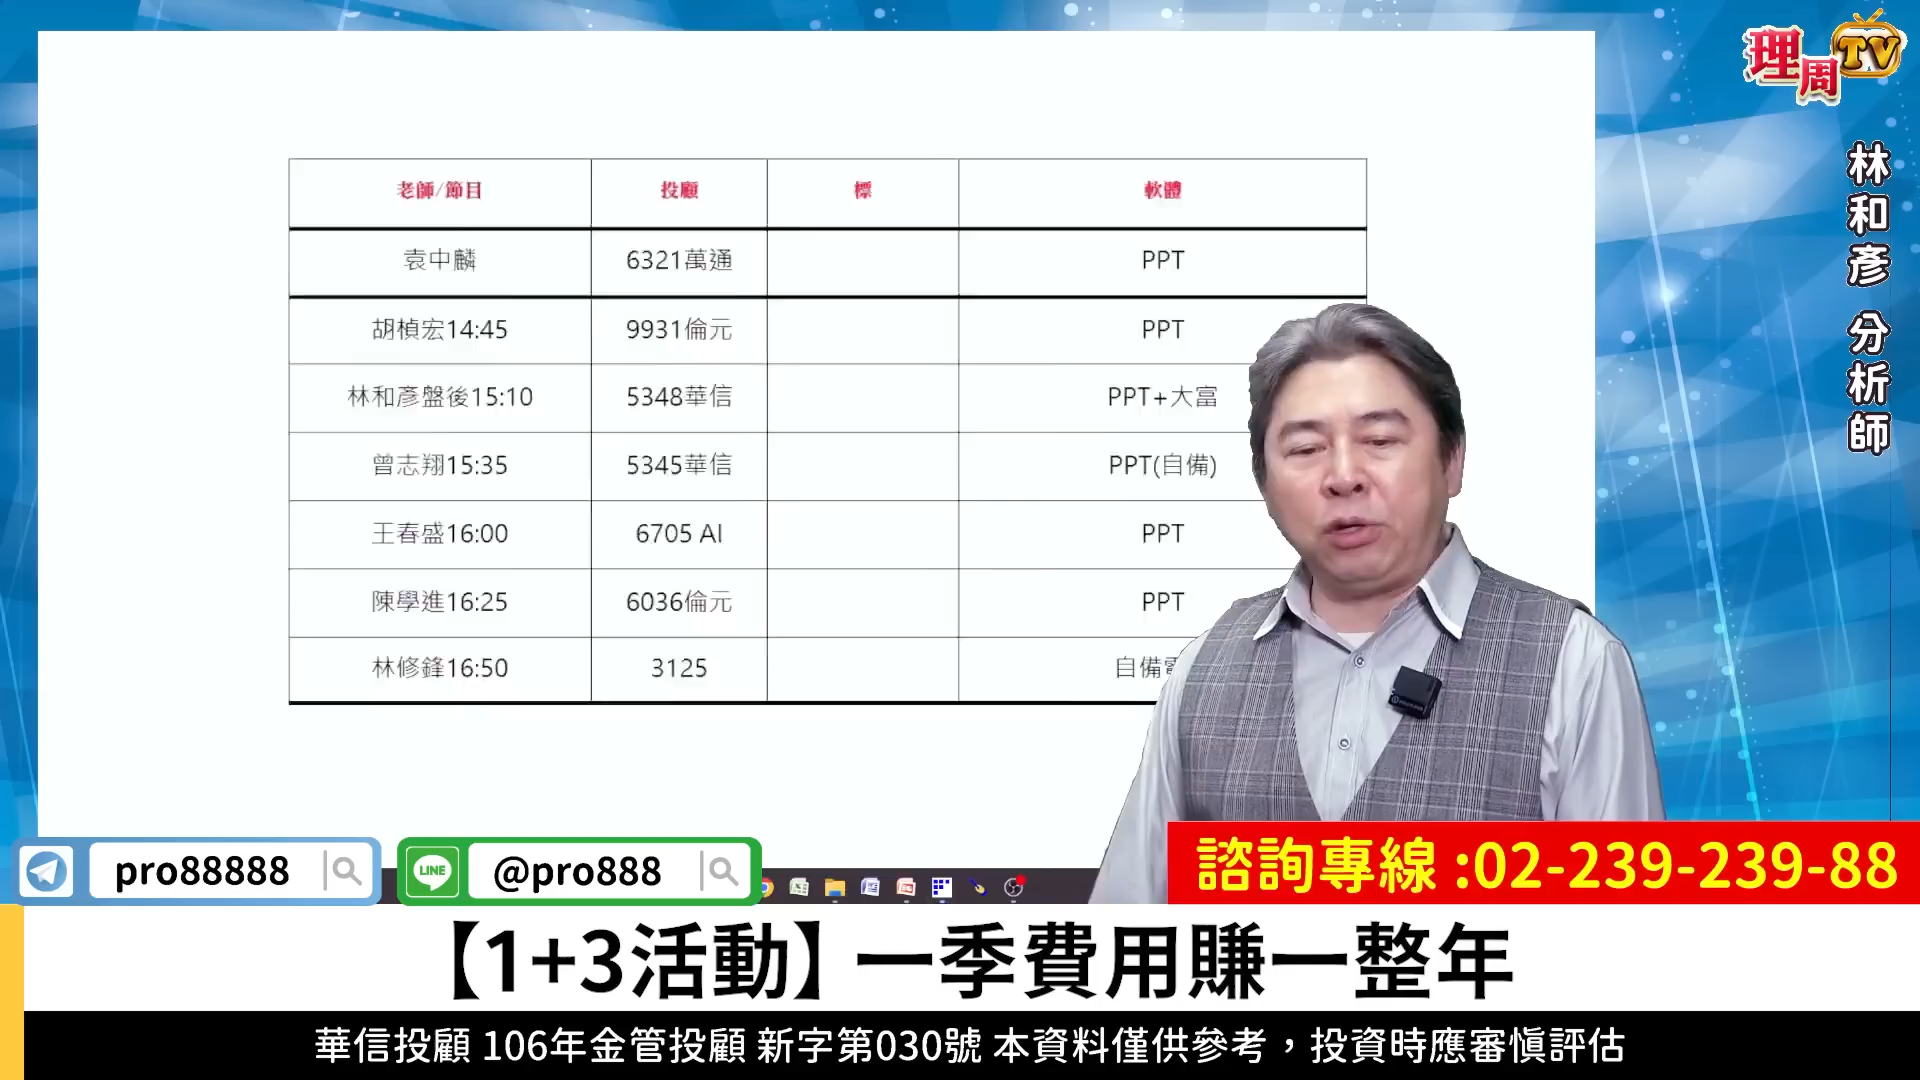 理周TV
林和彥 分析師
老師/節目 投顧 標 軟體
袁中麟 6321萬通 PPT
胡楨宏14:45 9931倫元 PPT
林和彥盤後15:10 5348華信 PPT+大富
曾志翔15:35 5345華信 PPT(自備)
王春盛16:00 6705 AI PPT
陳學進16:25 6036倫元 PPT
林修鋒16:50 3125 自備
pro88888
LINE @pro888
諮詢專線:02-239-239-88
【1+3活動】一季費用賺一整年
華信投顧 106年金管投顧 新字第030號 本資料僅供參考，投資時應審慎評估